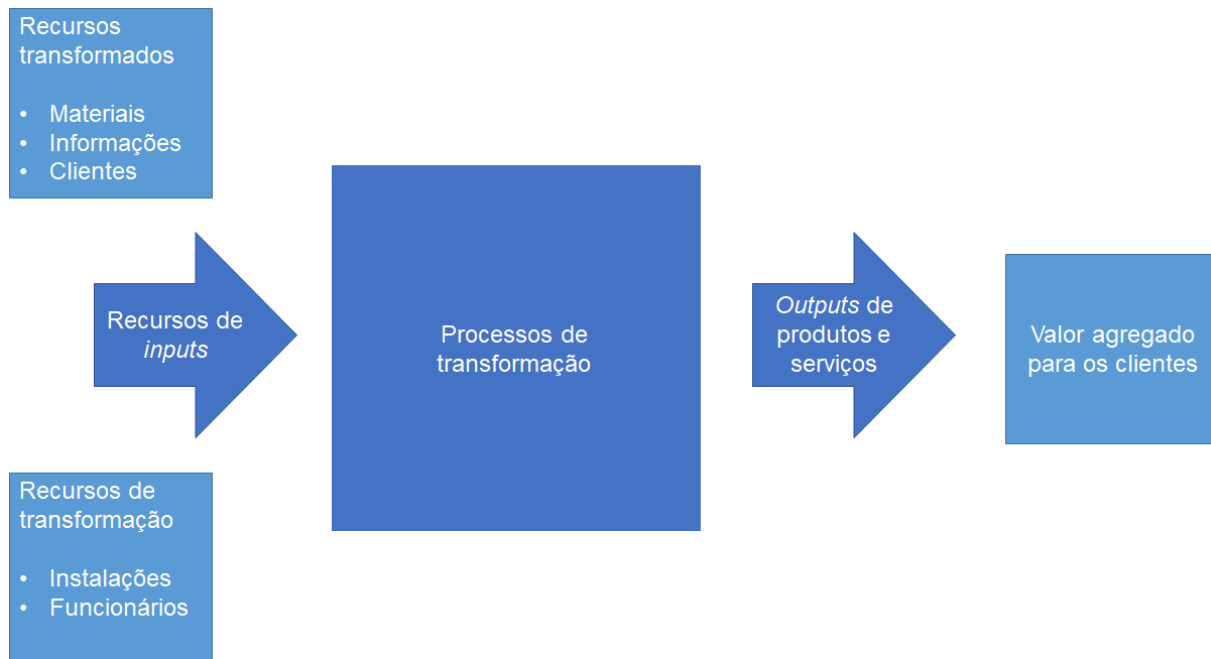 Recursos
transformados
• Materiais
• Informações
• Clientes
Recursos de
inputs
Recursos de
transformação
• Instalações
• Funcionários
Processos de
transformação
Outputs de
produtos e
serviços
Valor agregado
para os clientes